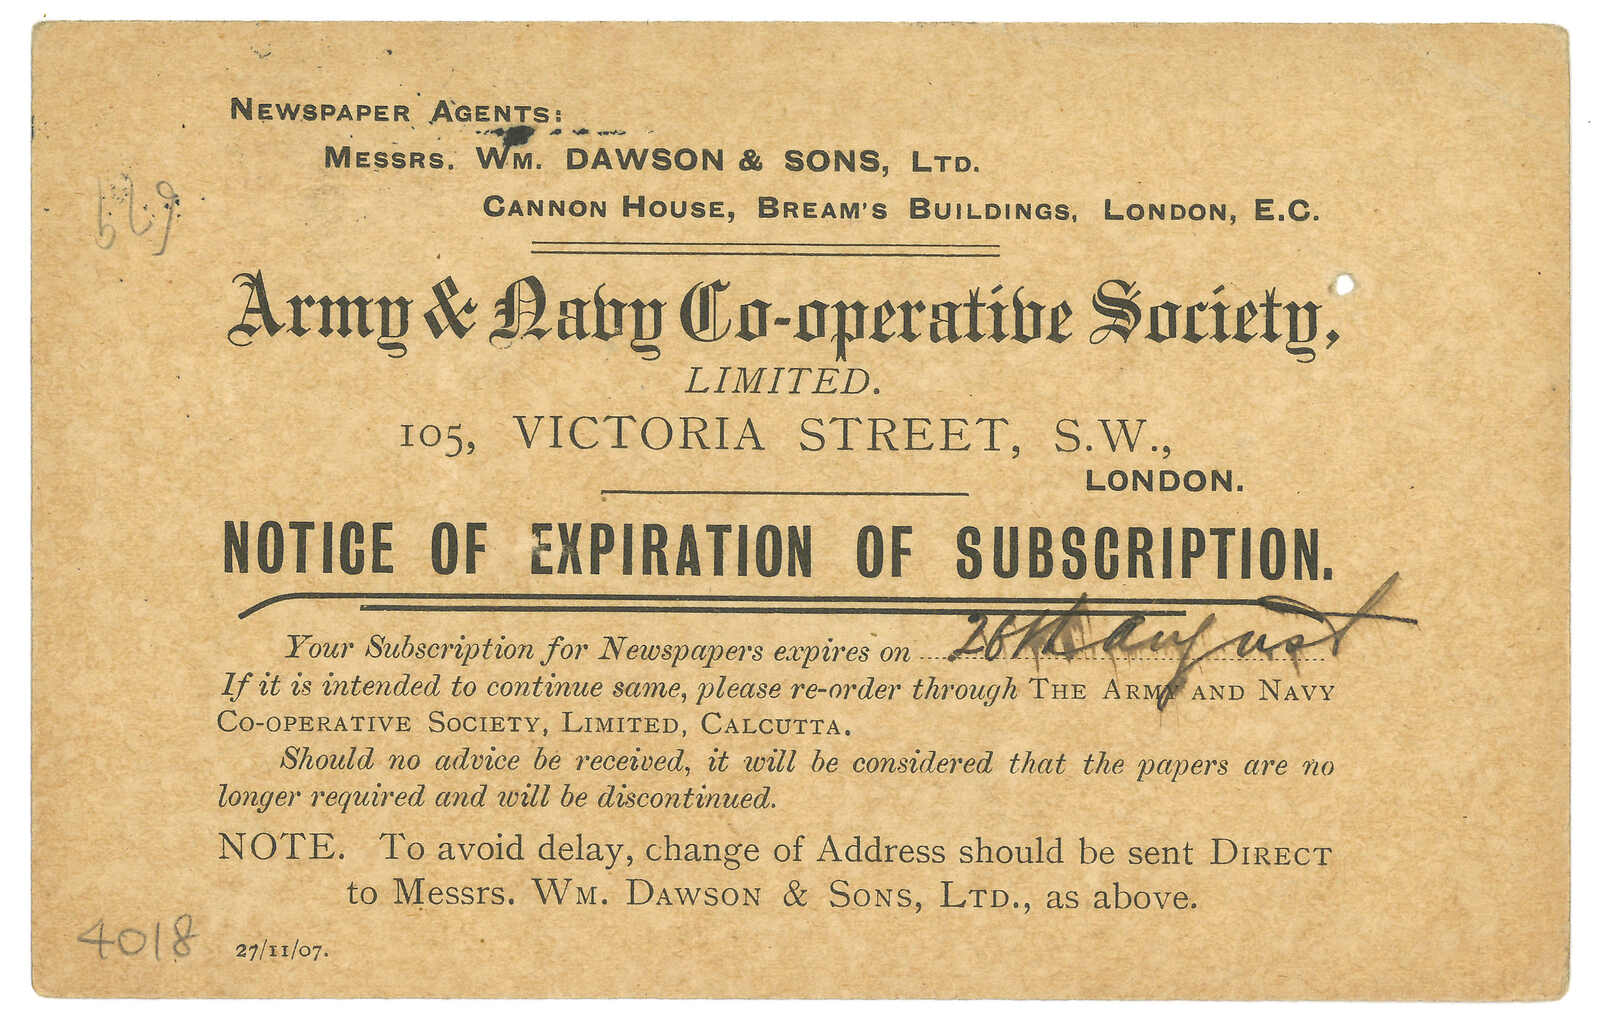 NEWSPAPER AGENTS:
MESSRS. WM. DAWSON & SONS, LTD.
CANNON HOUSE, BREAM'S BUILDINGS, LONDON, E.C.
Army & Navy Co-operative Society,
LIMITED.
105, VICTORIA STREET, S.W.,
LONDON.
NOTICE OF EXPIRATION OF SUBSCRIPTION.
Your Subscription for Newspapers expires on 26th August
If it is intended to continue same, please re-order through THE ARMY AND NAVY
CO-OPERATIVE SOCIETY, LIMITED, CALCUTTA.
Should no advice be received, it will be considered that the papers are no
longer required and will be discontinued.
NOTE. To avoid delay, change of Address should be sent DIRECT
to Messrs. WM. DAWSON & SONS, LTD., as above.
4018
27/11/07.